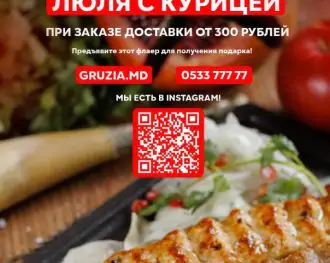 ЛЮЛЯ С КУРИЦЕЙ
ПРИ ЗАКАЗЕ ДОСТАВКИ ОТ 300 РУБЛЕЙ
Предъявите этот флаер для получения подарка!
GRUZIA.MD 0533 777 77
МЫ ЕСТЬ В INSTAGRAM!